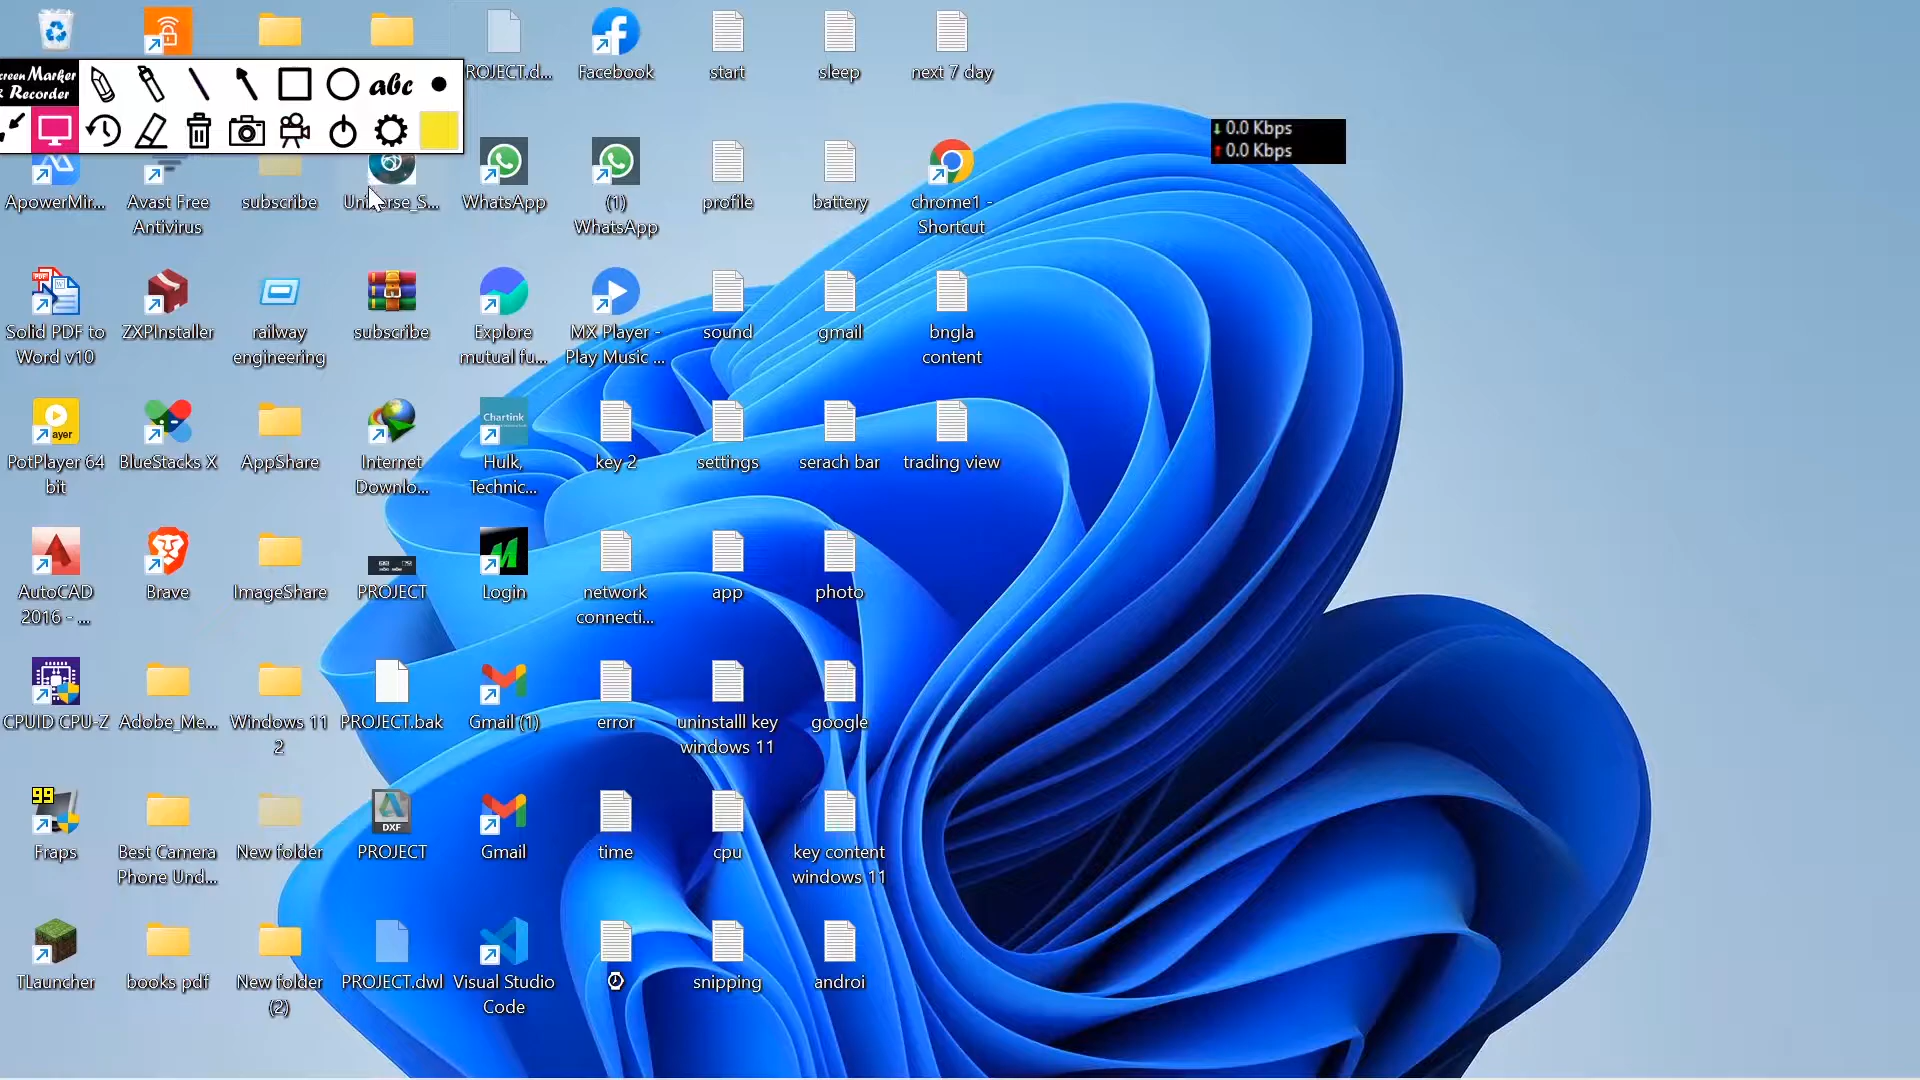 creen Marker
& Recorder
abc
PROJECT.d...
Facebook
start
sleep
next 7 day
0.0 Kbps
0.0 Kbps
ApowerMir...
Avast Free
Antivirus
subscribe
Universe_S...
WhatsApp
(1)
WhatsApp
profile
battery
chrome1 -
Shortcut
Solid PDF to
Word v10
ZXPInstaller
railway
engineering
subscribe
Explore
mutual fu...
MX Player -
Play Music ...
sound
gmail
bngla
content
ayer
PotPlayer 64
bit
BlueStacks X
AppShare
Internet
Downlo...
Chartink
Hulk,
Technic...
key 2
settings
serach bar
trading view
AutoCAD
2016 - ...
Brave
ImageShare
PROJECT
Login
network
connecti...
app
photo
CPUID CPU-Z
Adobe_Me...
Windows 11
2
PROJECT.bak
Gmail (1)
error
uninstalll key
windows 11
google
99
Fraps
Best Camera
Phone Und...
New folder
DXF
PROJECT
Gmail
time
cpu
key content
windows 11
TLauncher
books pdf
New folder
(2)
PROJECT.dwl
Visual Studio
Code
snipping
androi